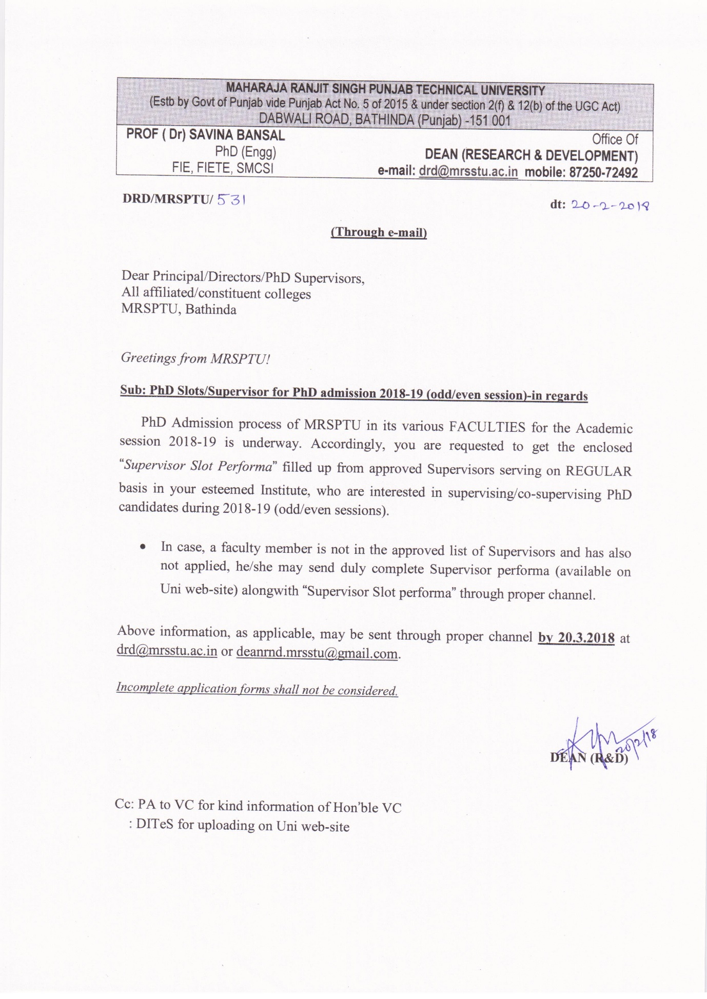 MAHARAJA RANJIT SINGH PUNJAB TECHNICAL UNIVERSITY
(Estb by Govt of Punjab vide Punjab Act No. 5 of 2015 & under section 2(f) & 12(b) of the UGC Act)
DABWALI ROAD, BATHINDA (Punjab) -151 001
PROF ( Dr) SAVINA BANSAL
PhD (Engg)
FIE, FIETE, SMCSI
Office Of
DEAN (RESEARCH & DEVELOPMENT)
e-mail: drd@mrsstu.ac.in mobile: 87250-72492
DRD/MRSPTU/ 531
dt: 20-2-2018
(Through e-mail)
Dear Principal/Directors/PhD Supervisors,
All affiliated/constituent colleges
MRSPTU, Bathinda
Greetings from MRSPTU!
Sub: PhD Slots/Supervisor for PhD admission 2018-19 (odd/even session)-in regards
PhD Admission process of MRSPTU in its various FACULTIES for the Academic
session 2018-19 is underway. Accordingly, you are requested to get the enclosed
“Supervisor Slot Performa” filled up from approved Supervisors serving on REGULAR
basis in your esteemed Institute, who are interested in supervising/co-supervising PhD
candidates during 2018-19 (odd/even sessions).
• In case, a faculty member is not in the approved list of Supervisors and has also
not applied, he/she may send duly complete Supervisor performa (available on
Uni web-site) alongwith “Supervisor Slot performa” through proper channel.
Above information, as applicable, may be sent through proper channel by 20.3.2018 at
drd@mrsstu.ac.in or deanrnd.mrsstu@gmail.com.
Incomplete application forms shall not be considered.
20/2/18
DEAN (R&D)
Cc: PA to VC for kind information of Hon’ble VC
: DITeS for uploading on Uni web-site